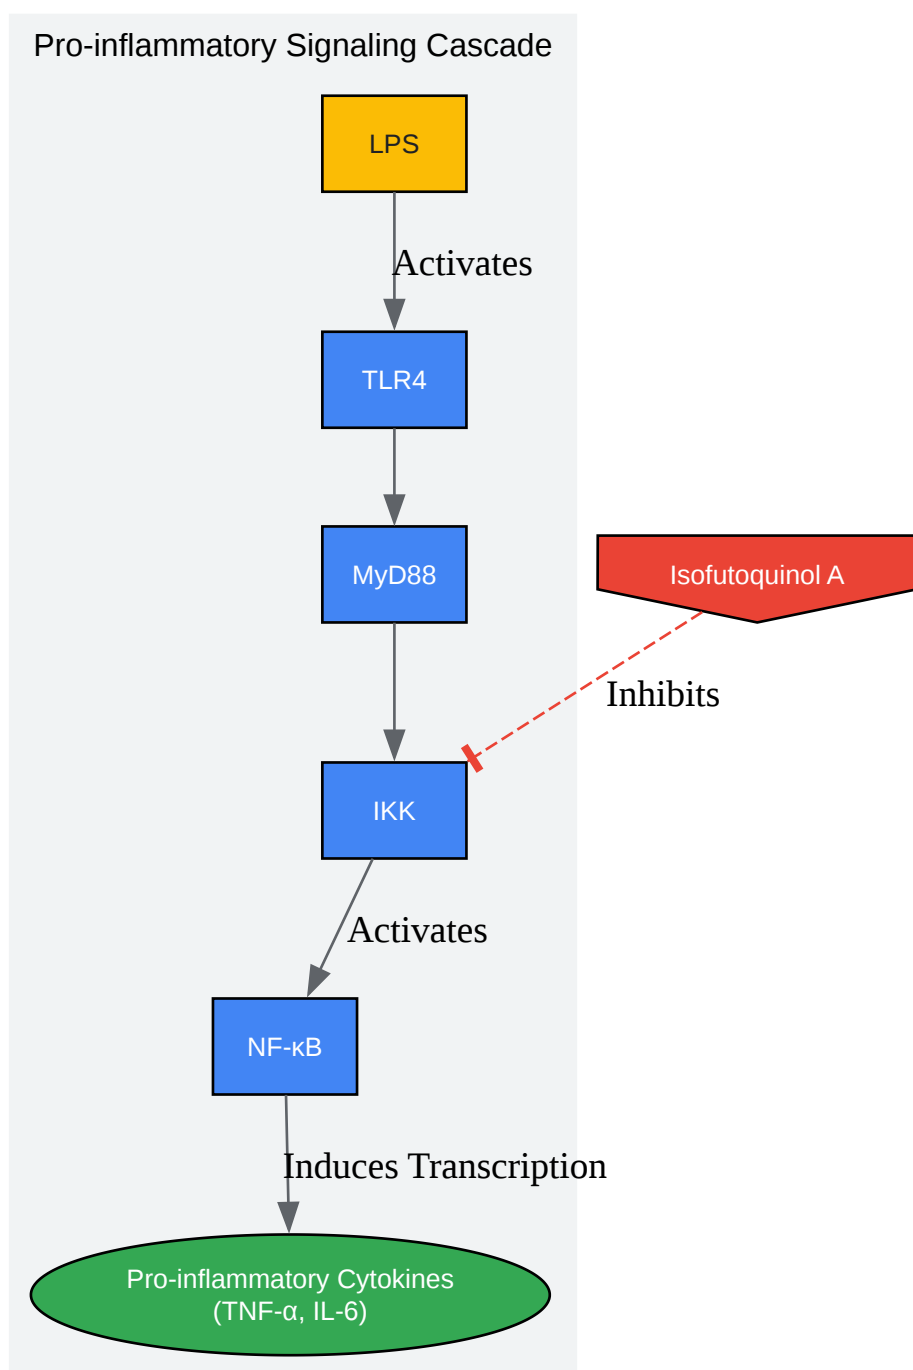 Pro-inflammatory Signaling Cascade
LPS
Activates
TLR4
MyD88
Isofutoquinol A
Inhibits
IKK
Activates
NF-κB
Induces Transcription
Pro-inflammatory Cytokines
(TNF-α, IL-6)